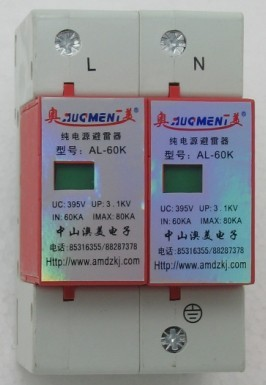 L
N
奥AUGMENT美®
奥AUGMENT美®
纯电源避雷器
纯电源避雷器
型号: AL-60K
型号: AL-60K
UC: 395V UP: 3.1KV
UC: 395V UP: 3.1KV
IN: 60KA IMAX: 80KA
IN: 60KA IMAX: 80KA
中山澳美电子
中山澳美电子
电话: 85316355/88287378
电话: 85316355/88287378
Http://www.amdzkj.com
Http://www.amdzkj.com